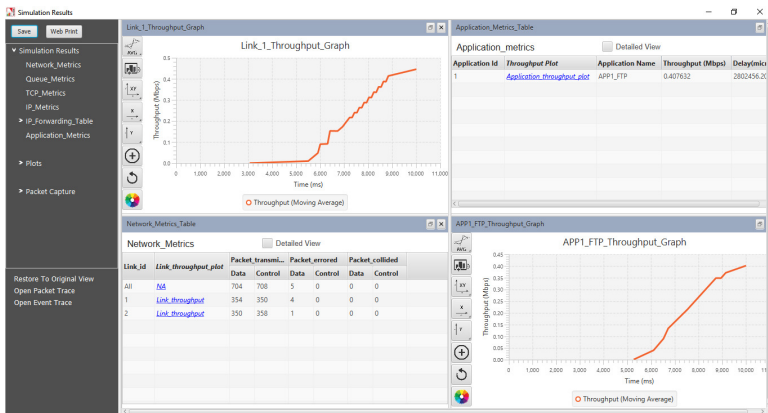 Simulation Results
Save
Web Print
Simulation Results
Network_Metrics
Queue_Metrics
TCP_Metrics
IP_Metrics
IP_Forwarding_Table
Application_Metrics
Plots
Packet Capture
Restore To Original View
Open Packet Trace
Open Event Trace
Link_1_Throughput_Graph
AVG
XY
X
Y
Link_1_Throughput_Graph
Throughput (Mbps)
0.5
0.4
0.3
0.2
0.1
0.0
0 1,000 2,000 3,000 4,000 5,000 6,000 7,000 8,000 9,000 10,000 11,000
Time (ms)
Throughput (Moving Average)
Application_Metrics_Table
Application_metrics
Detailed View
Application Id Throughput Plot Application Name Throughput (Mbps) Delay(micr
1 Application_throughput_plot APP1_FTP 0.407632 2802456.20
Network_Metrics_Table
Network_Metrics
Detailed View
Link_id Link_throughput_plot Packet_transmi... Packet_errored Packet_collided
Data Control Data Control Data Control
All NA 704 708 5 0 0 0
1 Link_throughput 354 350 4 0 0 0
2 Link_throughput 350 358 1 0 0 0
APP1_FTP_Throughput_Graph
AVG
XY
X
Y
APP1_FTP_Throughput_Graph
Throughput (Mbps)
0.45
0.40
0.35
0.30
0.25
0.20
0.15
0.10
0.05
0.00
0 1,000 2,000 3,000 4,000 5,000 6,000 7,000 8,000 9,000 10,000
Time (ms)
Throughput (Moving Average)